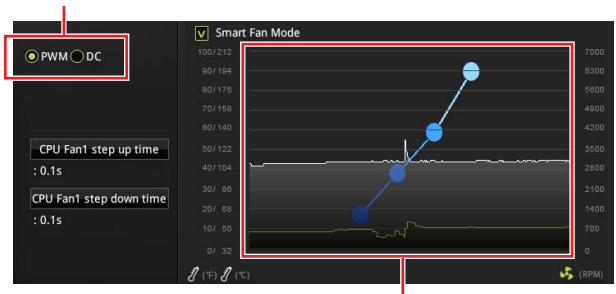 PWM DC
CPU Fan1 step up time
: 0.1s
CPU Fan1 step down time
: 0.1s
V Smart Fan Mode
100/212 7000
90/194 6300
80/176 5600
70/158 4900
60/140 4200
50/122 3500
40/104 2800
30/ 86 2100
20/ 68 1400
10/ 50 700
0/ 32 0
(°F) (°C) (RPM)